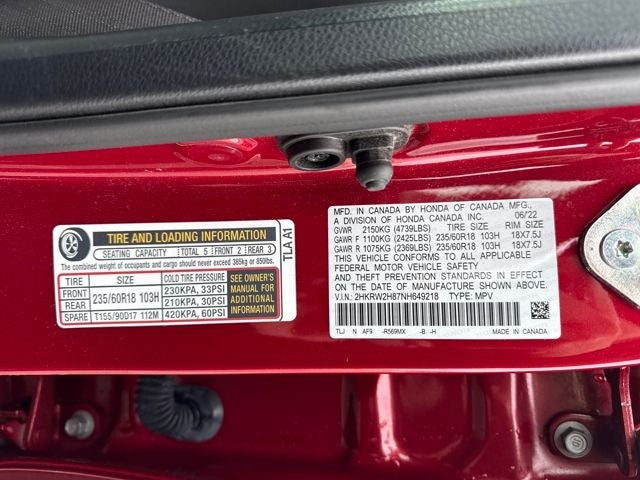 TIRE AND LOADING INFORMATION
SEATING CAPACITY TOTAL 5 FRONT 2 REAR 3
The combined weight of occupants and cargo should never exceed 385kg or 850lbs.
TIRE SIZE COLD TIRE PRESSURE
FRONT 235/60R18 103H 230KPA, 33PSI
REAR 210KPA, 30PSI
SPARE T155/90D17 112M 420KPA, 60PSI
SEE OWNER'S
MANUAL FOR
ADDITIONAL
INFORMATION
TLA A1
MFD. IN CANADA BY HONDA OF CANADA MFG.,
A DIVISION OF HONDA CANADA INC. 06/22
GVWR 2150KG (4739LBS) TIRE SIZE RIM SIZE
GAWR F 1100KG (2425LBS) 235/60R18 103H 18X7.5J
GAWR R 1075KG (2369LBS) 235/60R18 103H 18X7.5J
THIS VEHICLE CONFORMS TO ALL APPLICABLE
FEDERAL MOTOR VEHICLE SAFETY
AND THEFT PREVENTION STANDARDS IN EFFECT
ON THE DATE OF MANUFACTURE SHOWN ABOVE.
V.I.N: 2HKRW2H87NH649218 TYPE: MPV
TLJ N AF9 -R569MX -B -H MADE IN CANADA